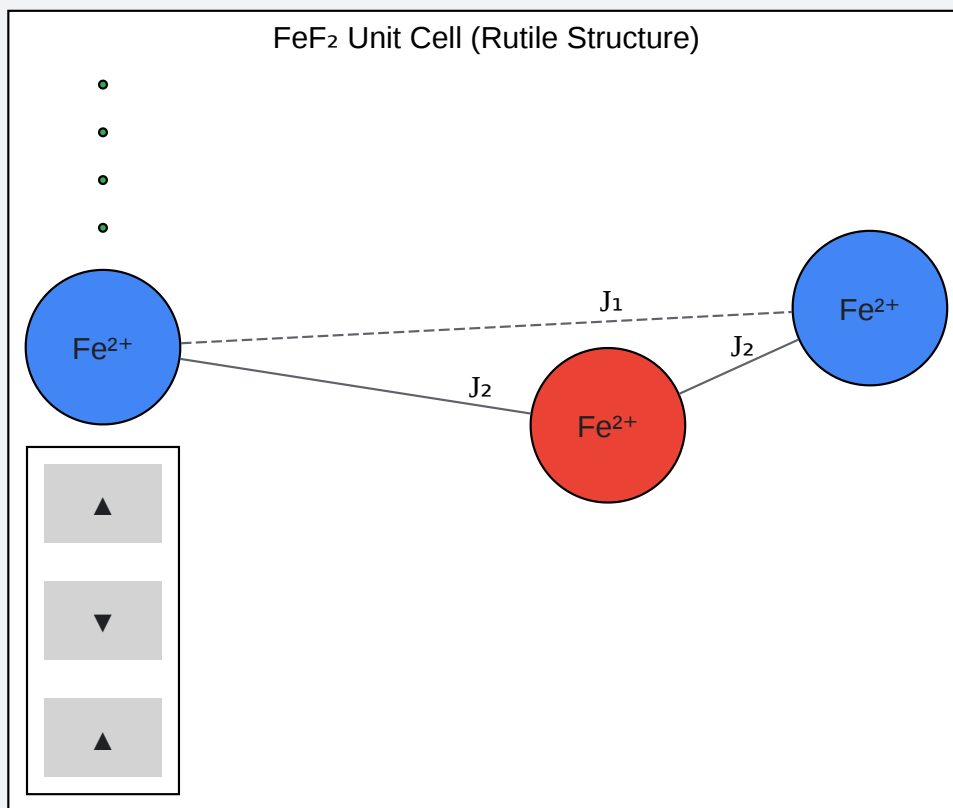 FeF₂ Unit Cell (Rutile Structure)
J₁
Fe²⁺
J₂
Fe²⁺
J₂
Fe²⁺
▲
▼
▲